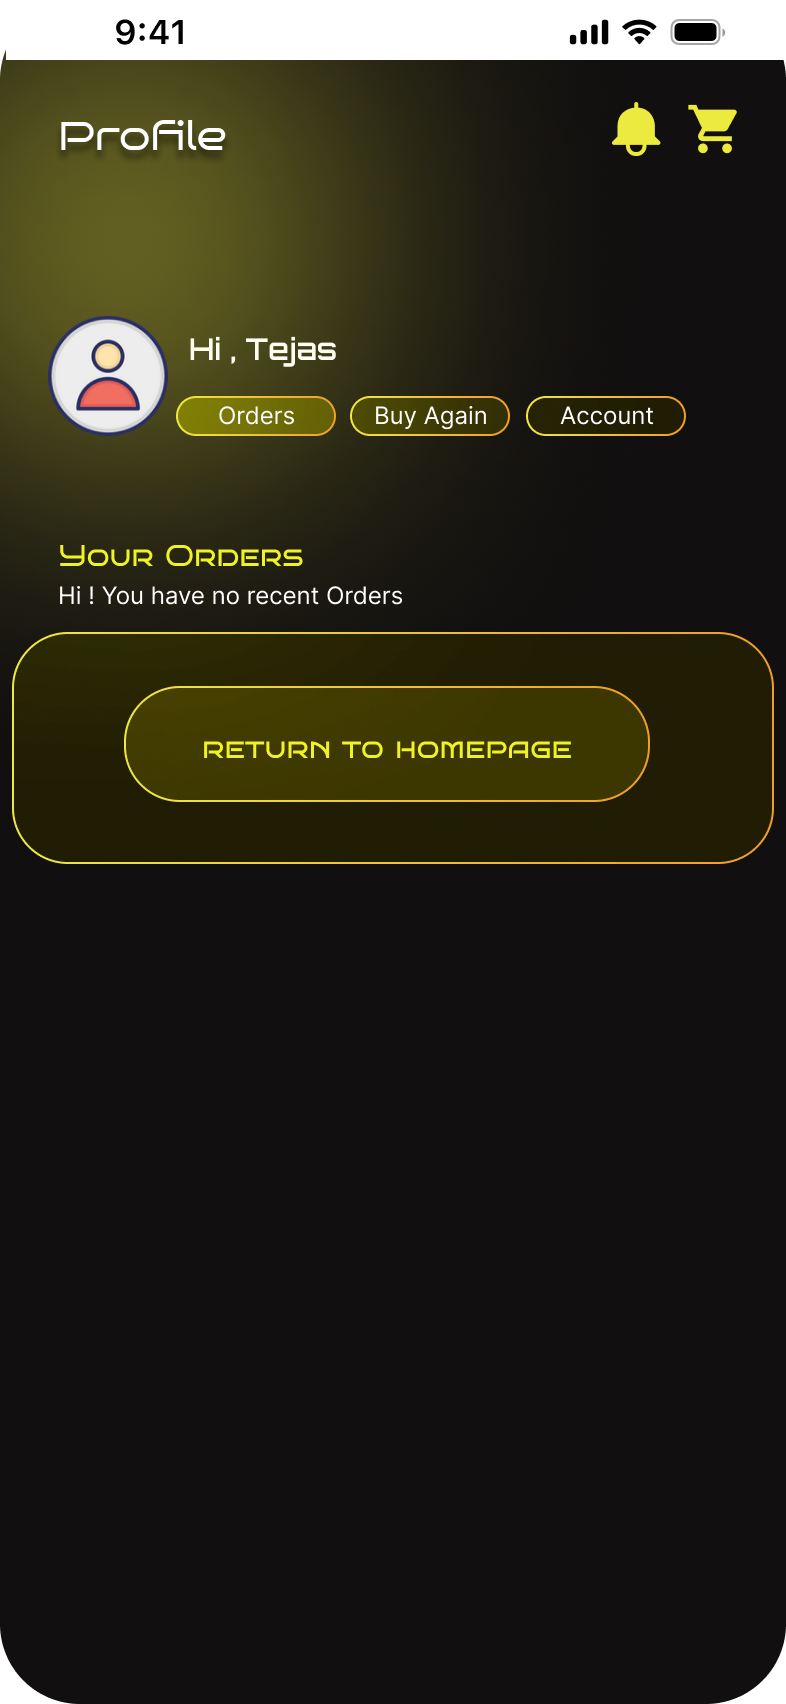 9:41
Profile
Hi , Tejas
Orders
Buy Again
Account
Your Orders
Hi ! You have no recent Orders
RETURN TO HOMEPAGE